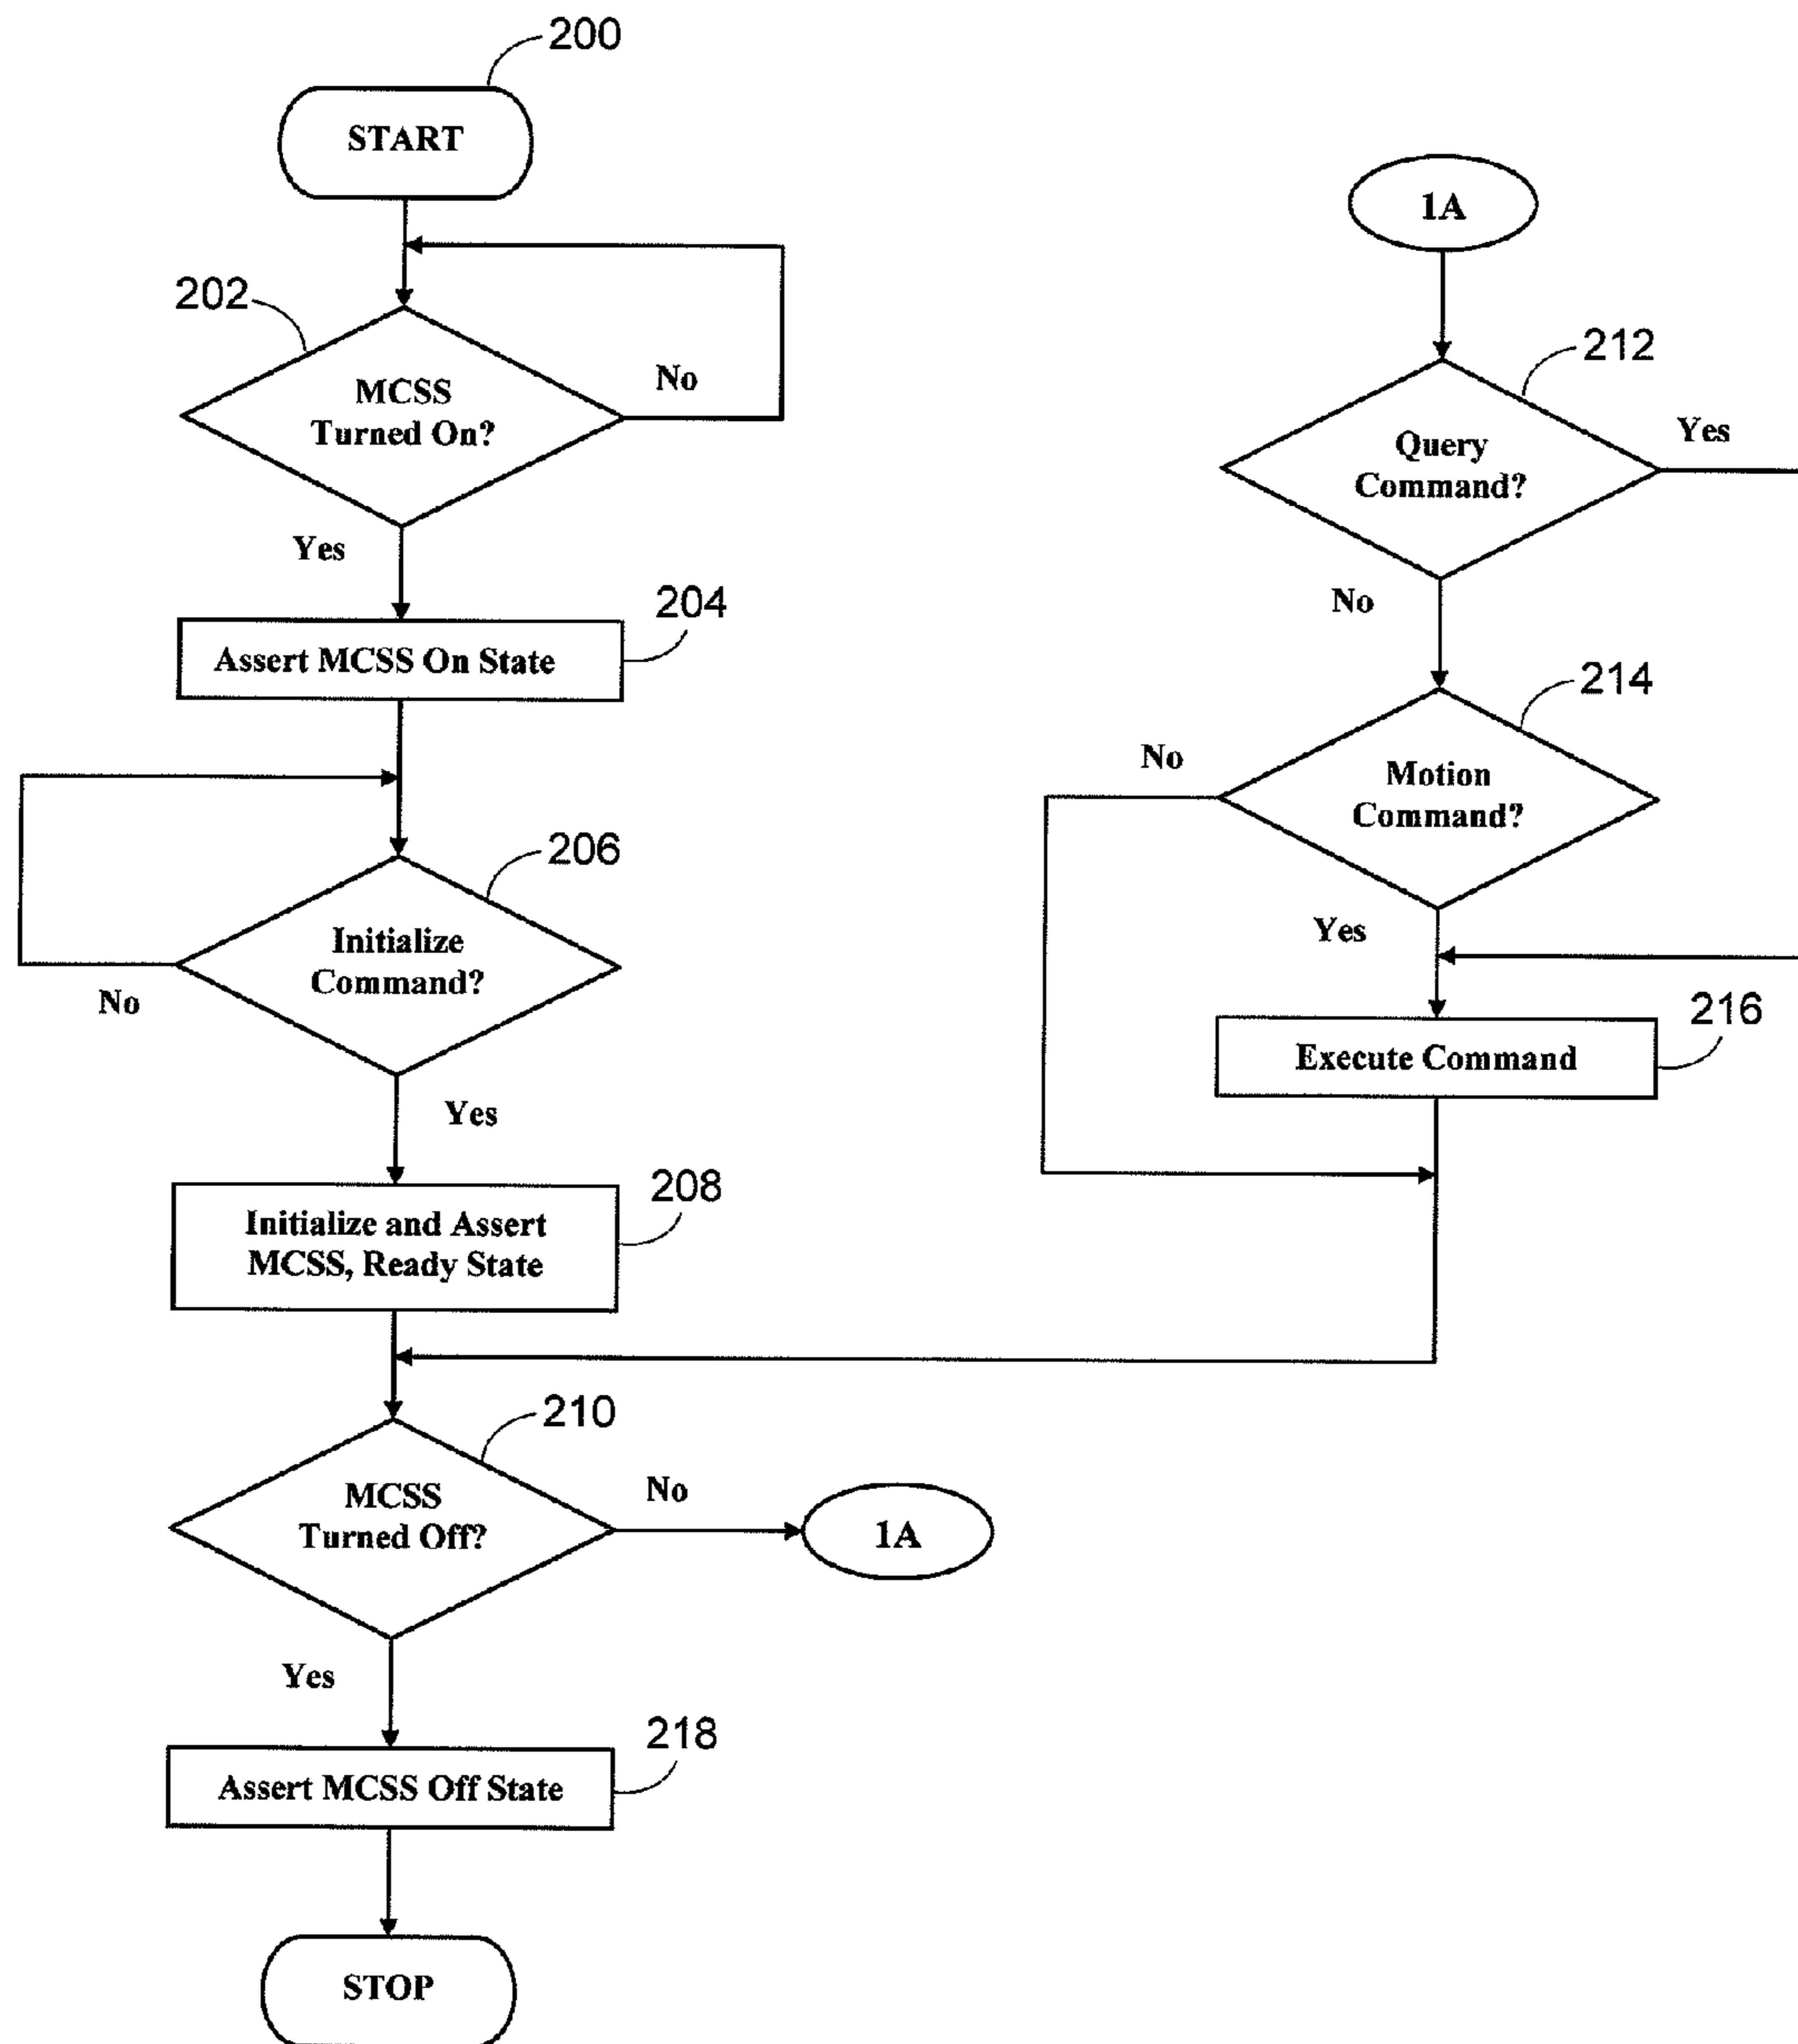 200
START
202
MCSS
Turned On?
No
Yes
204
Assert MCSS On State
206
Initialize
Command?
No
Yes
208
Initialize and Assert
MCSS, Ready State
210
MCSS
Turned Off?
No
1A
Yes
218
Assert MCSS Off State
STOP
1A
212
Query
Command?
Yes
No
214
Motion
Command?
No
Yes
216
Execute Command